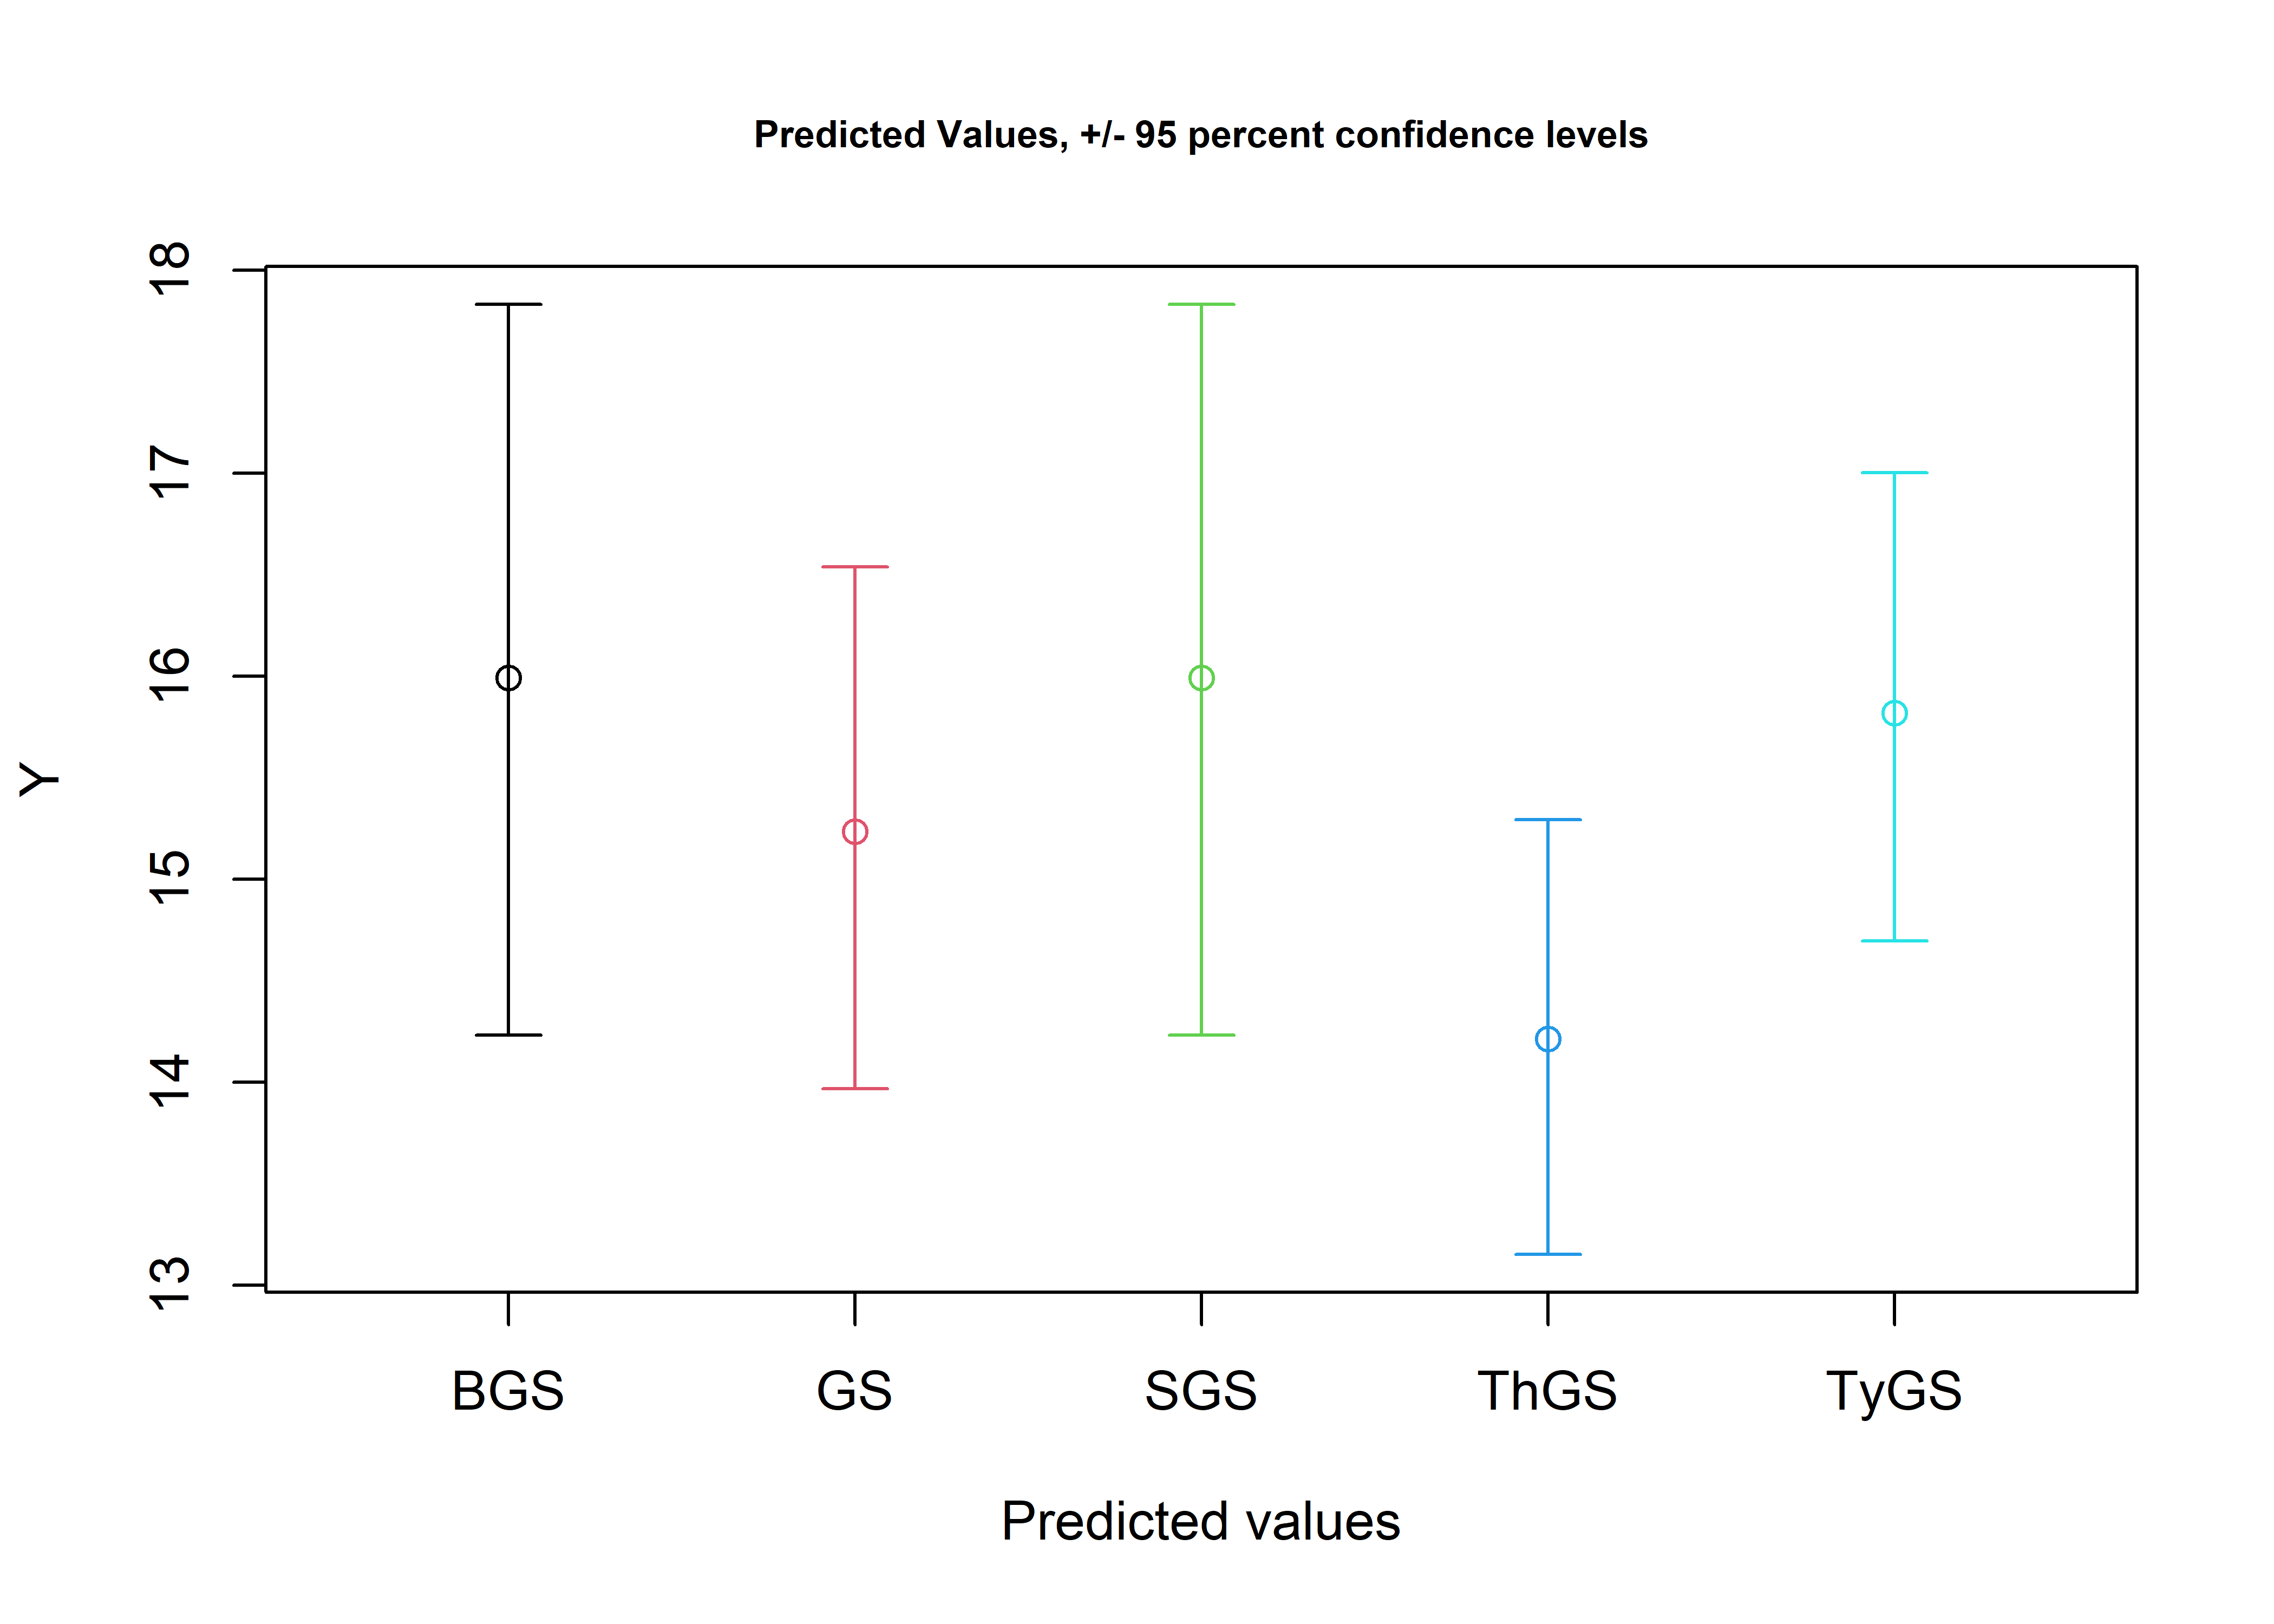 Predicted Values, +/- 95 percent confidence levels
18
17
16
15
14
13
Y
BGS
GS
SGS
ThGS
TyGS
Predicted values